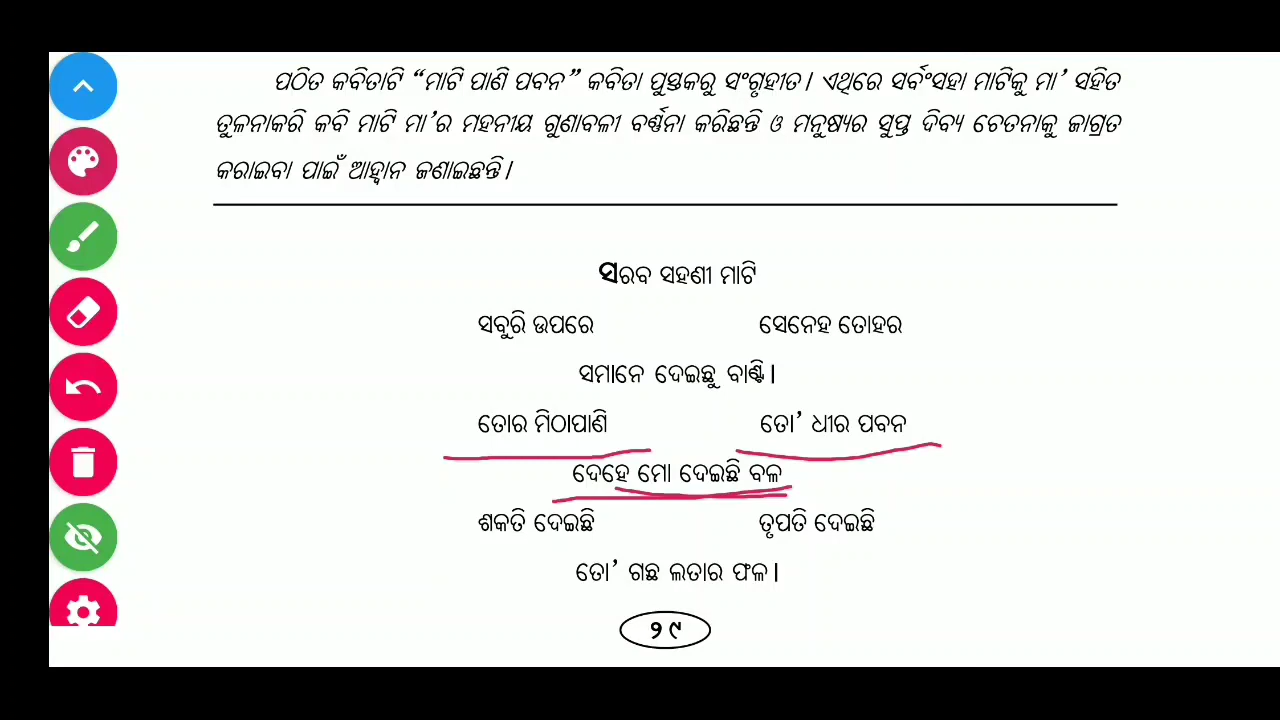 ପଠିତ କବିତାଟି “ମାଟି ପାଣି ପବନ” କବିତା ପୁସ୍ତକରୁ ସଂଗୃହୀତ। ଏଥିରେ ସର୍ବଂସହା ମାଟିକୁ ମା’ ସହିତ
ତୁଳନାକରି କବି ମାଟି ମା’ର ମହନୀୟ ଗୁଣାବଳୀ ବର୍ଣ୍ଣନା କରିଛନ୍ତି ଓ ମନୁଷ୍ୟର ସୁପ୍ତ ଦିବ୍ୟ ଚେତନାକୁ ଜାଗ୍ରତ
କରାଇବା ପାଇଁ ଆହ୍ୱାନ ଜଣାଇଛନ୍ତି।
ସରବ ସହଣୀ ମାଟି
ସବୁରି ଉପରେ ସେନେହ ତୋହର
ସମାନେ ଦେଇଛୁ ବାଣ୍ଟି।
ତୋର ମିଠାପାଣି ତୋ’ ଧୀର ପବନ
ଦେହେ ମୋ ଦେଇଛି ବଳ
ଶକତି ଦେଇଛି ତୃପତି ଦେଇଛି
ତୋ’ ଗଛ ଲତାର ଫଳ।
୨୯